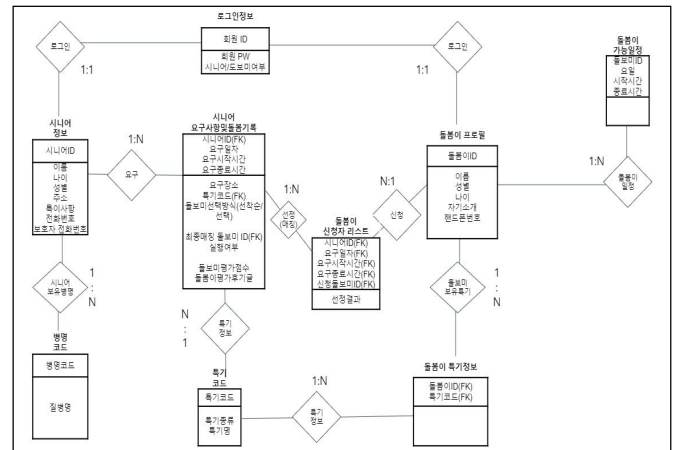 로그인정보
회원 ID
회원 PW
시니어/도보미여부
로그인
1:1
로그인
1:1
돌봄이
가능일정
돌보미ID
요일
시작시간
종료시간
시니어
정보
시니어ID
이름
나이
성별
주소
특이사항
전화번호
보호자 전화번호
1:N
요구
시니어
요구사항및돌봄기록
시니어ID(FK)
요구일자
요구시작시간
요구종료시간
요구장소
특기코드(FK)
돌보미선택방식(선착순/
선택)
최종매칭 돌보미 ID(FK)
실행여부
돌보미평가점수
돌봄이평가후기글
1:N
선정
(매칭)
돌봄이
신청자 리스트
시니어ID(FK)
요구일자(FK)
요구시작시간(FK)
요구종료시간(FK)
신청돌보미ID(FK)
선정결과
N:1
신청
돌봄이 프로필
돌봄이ID
이름
성별
나이
자기소개
핸드폰번호
1:N
돌봄이
일정
시니어
보유병명
1
:
N
병명
코드
병명코드
질병명
N
:
1
특기
정보
특기
코드
특기코드
특기종류
특기명
1:N
특기
정보
돌보미
보유특기
1
:
N
돌봄이 특기정보
돌봄이ID(FK)
특기코드(FK)